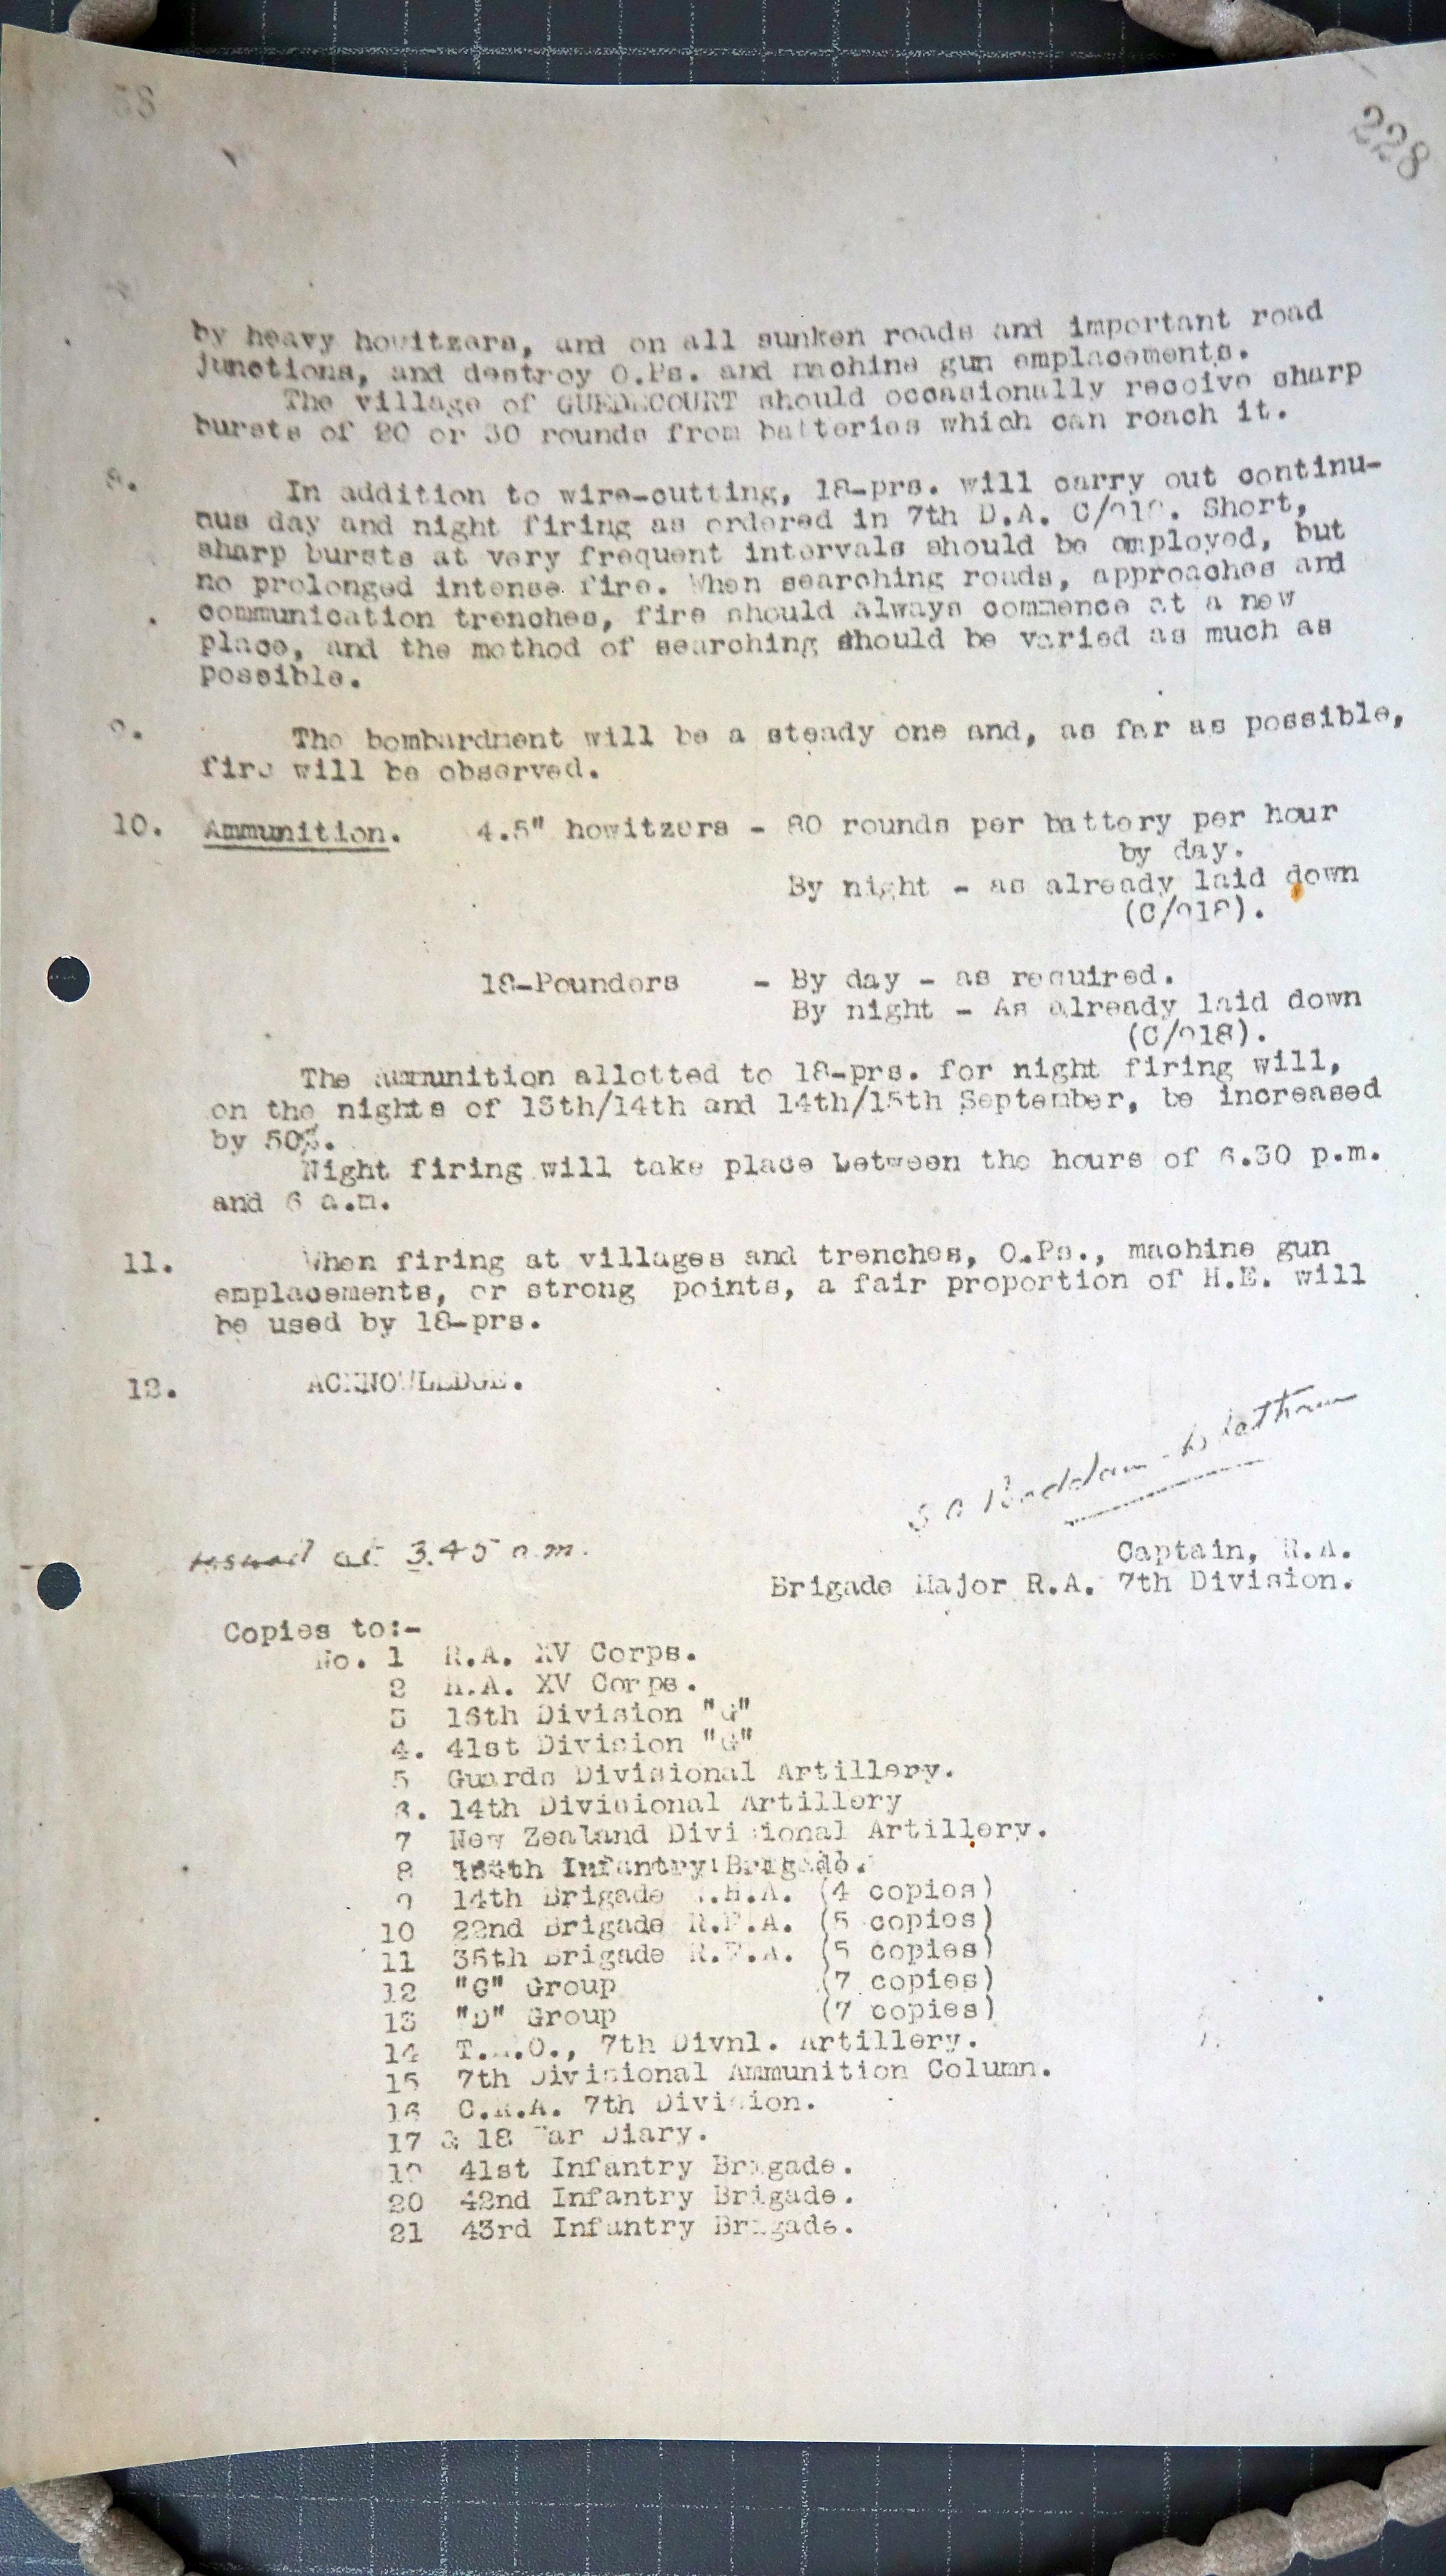 58
228
by heavy howitzers, and on all sunken roads and important road
junctions, and destroy O.Ps. and machine gun emplacements.
The village of GUEDECOURT should occasionally receive sharp
bursts of 20 or 30 rounds from batteries which can reach it.
8. In addition to wire-cutting, 18-prs. will carry out continu-
ous day and night firing as ordered in 7th D.A. C/918. Short,
sharp bursts at very frequent intervals should be employed, but
no prolonged intense fire. When searching roads, approaches and
communication trenches, fire should always commence at a new
place, and the method of searching should be varied as much as
possible.
9. The bombardment will be a steady one and, as far as possible,
fire will be observed.
10. Ammunition. 4.5" howitzers - 80 rounds per battery per hour
by day.
By night - as already laid down
(C/918).
18-Pounders - By day - as required.
By night - As already laid down
(C/918).
The ammunition allotted to 18-prs. for night firing will,
on the nights of 13th/14th and 14th/15th September, be increased
by 50%.
Night firing will take place between the hours of 6.30 p.m.
and 6 a.m.
11. When firing at villages and trenches, O.Ps., machine gun
emplacements, or strong points, a fair proportion of H.E. will
be used by 18-prs.
12. ACKNOWLEDGE.
Issued at 3.45 a.m.
Captain, R.A.
Brigade Major R.A. 7th Division.
Copies to:-
No. 1 R.A. XV Corps.
2 H.A. XV Corps.
3 16th Division "G"
4. 41st Division "G"
5 Guards Divisional Artillery.
6. 14th Divisional Artillery
7 New Zealand Divisional Artillery.
8 Infantry Brigade.
9 14th Brigade R.H.A. (4 copies)
10 22nd Brigade R.F.A. (5 copies)
11 35th Brigade R.F.A. (5 copies)
12 "C" Group (7 copies)
13 "D" Group (7 copies)
14 T.M.O., 7th Divnl. Artillery.
15 7th Divisional Ammunition Column.
16 C.R.A. 7th Division.
17 & 18 War Diary.
19 41st Infantry Brigade.
20 42nd Infantry Brigade.
21 43rd Infantry Brigade.